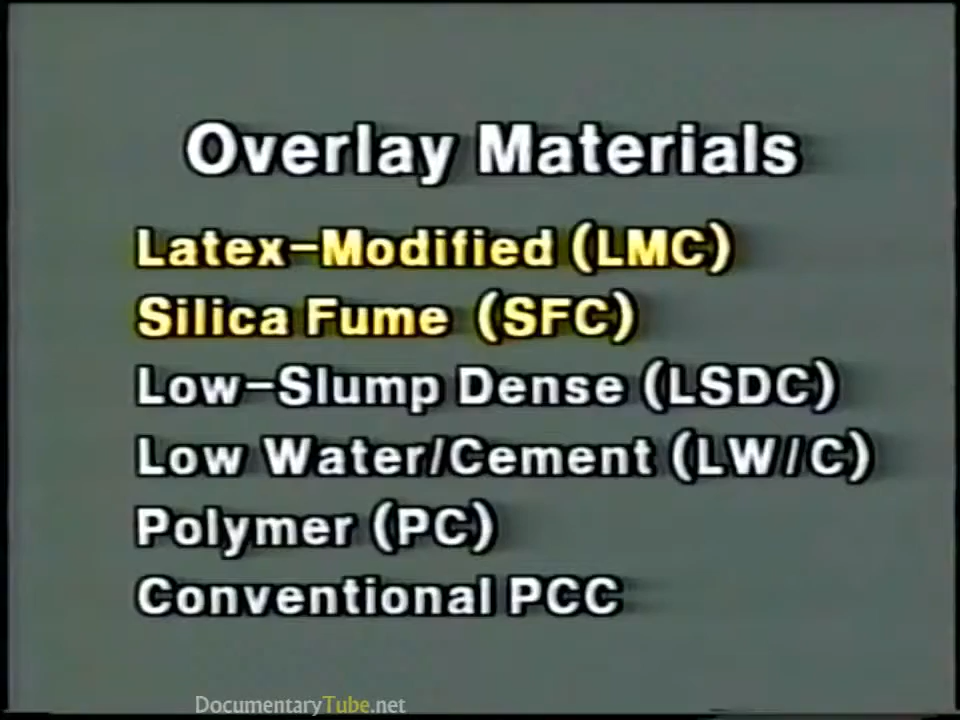 Overlay Materials
Latex-Modified (LMC)
Silica Fume (SFC)
Low-Slump Dense (LSDC)
Low Water/Cement (LW/C)
Polymer (PC)
Conventional PCC
DocumentaryTube.net